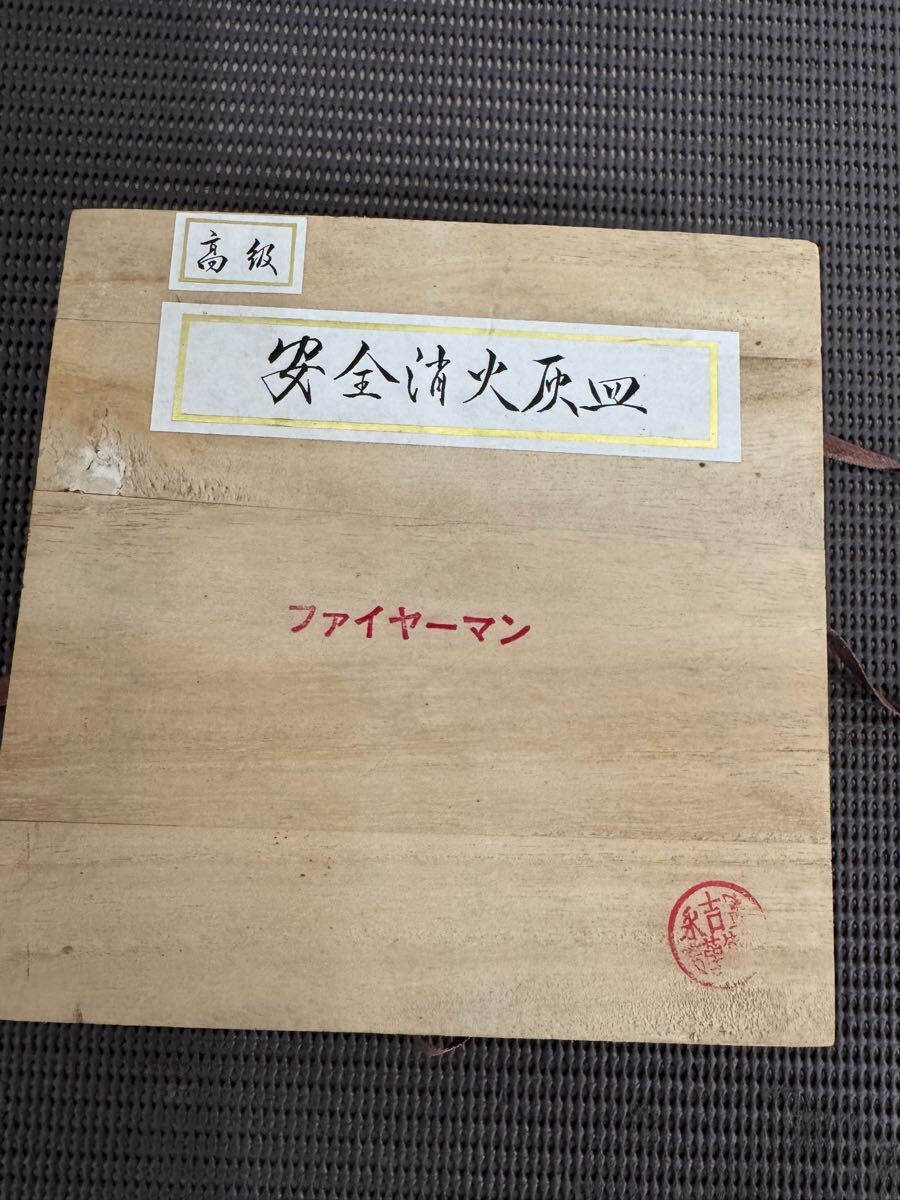 高級
安全消火灰皿
ファイヤーマン